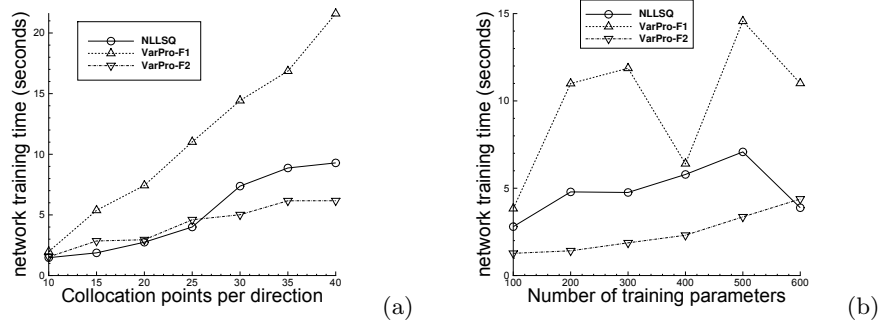 network training time (seconds)
20
15
10
5
0
NLLSQ
VarPro-F1
VarPro-F2
10 15 20 25 30 35 40
Collocation points per direction
(a)
network training time (seconds)
15
10
5
0
NLLSQ
VarPro-F1
VarPro-F2
100 200 300 400 500 600
Number of training parameters
(b)